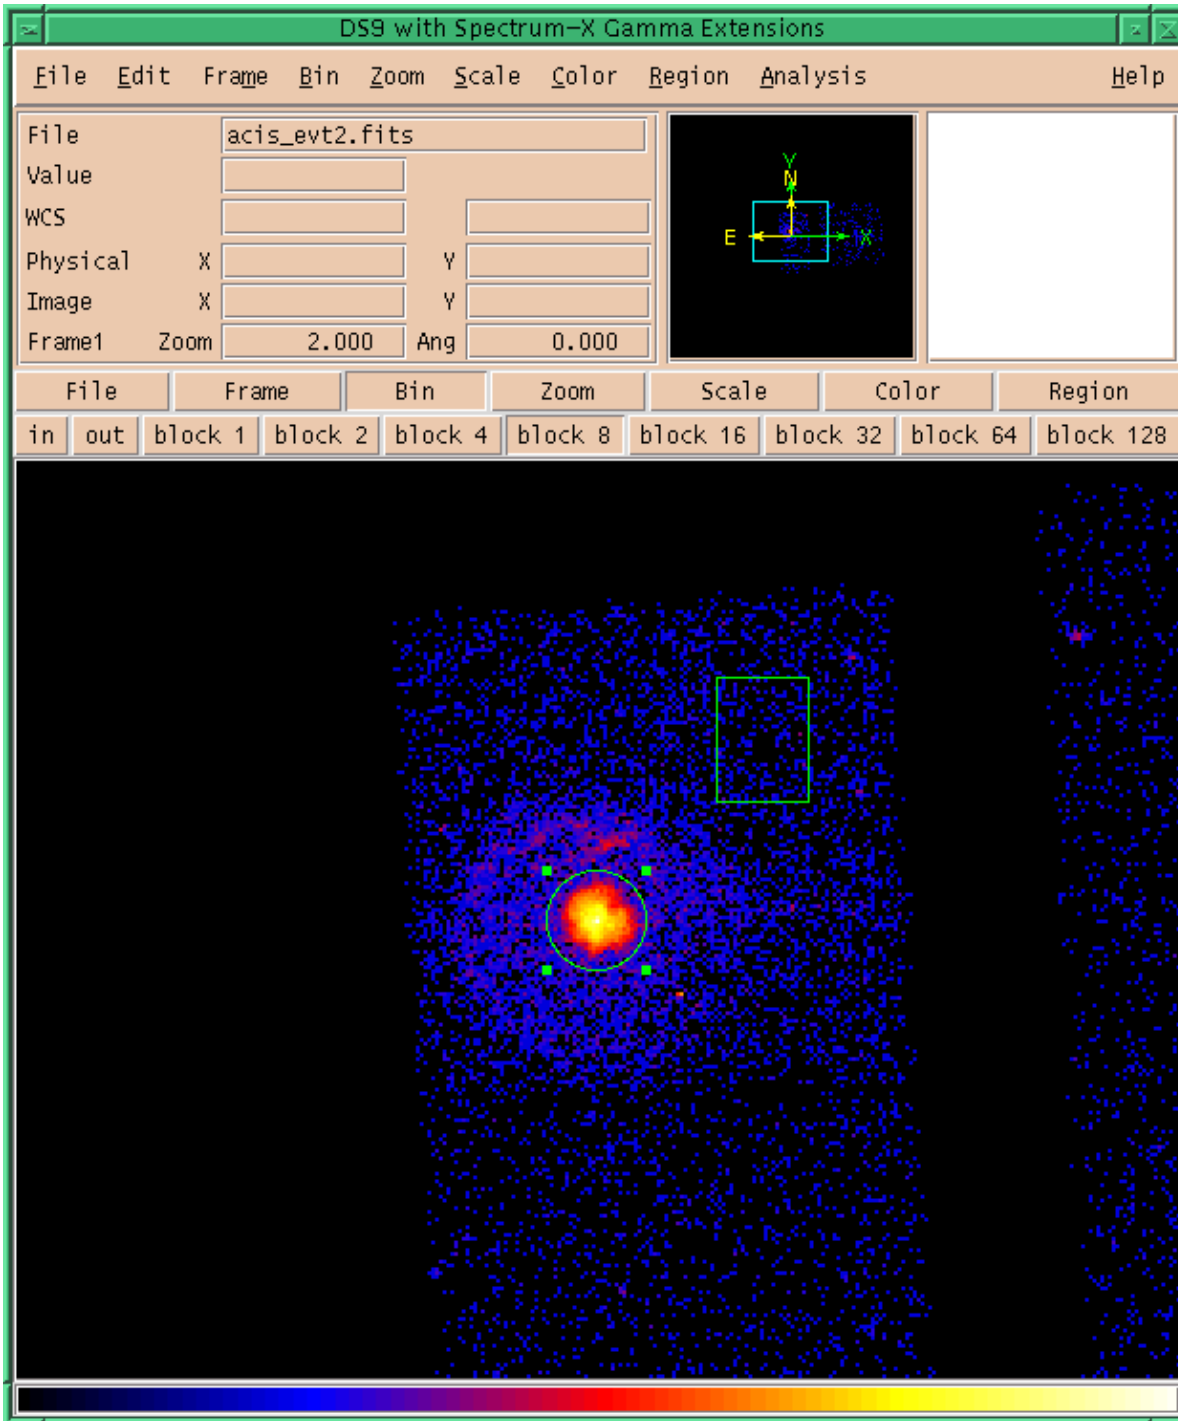 DS9 with Spectrum-X Gamma Extensions
File Edit Frame Bin Zoom Scale Color Region Analysis Help
File acis_evt2.fits
Value
WCS
Physical X Y
Image X Y
Frame1 Zoom 2.000 Ang 0.000
Y
N
E X
File Frame Bin Zoom Scale Color Region
in out block 1 block 2 block 4 block 8 block 16 block 32 block 64 block 128